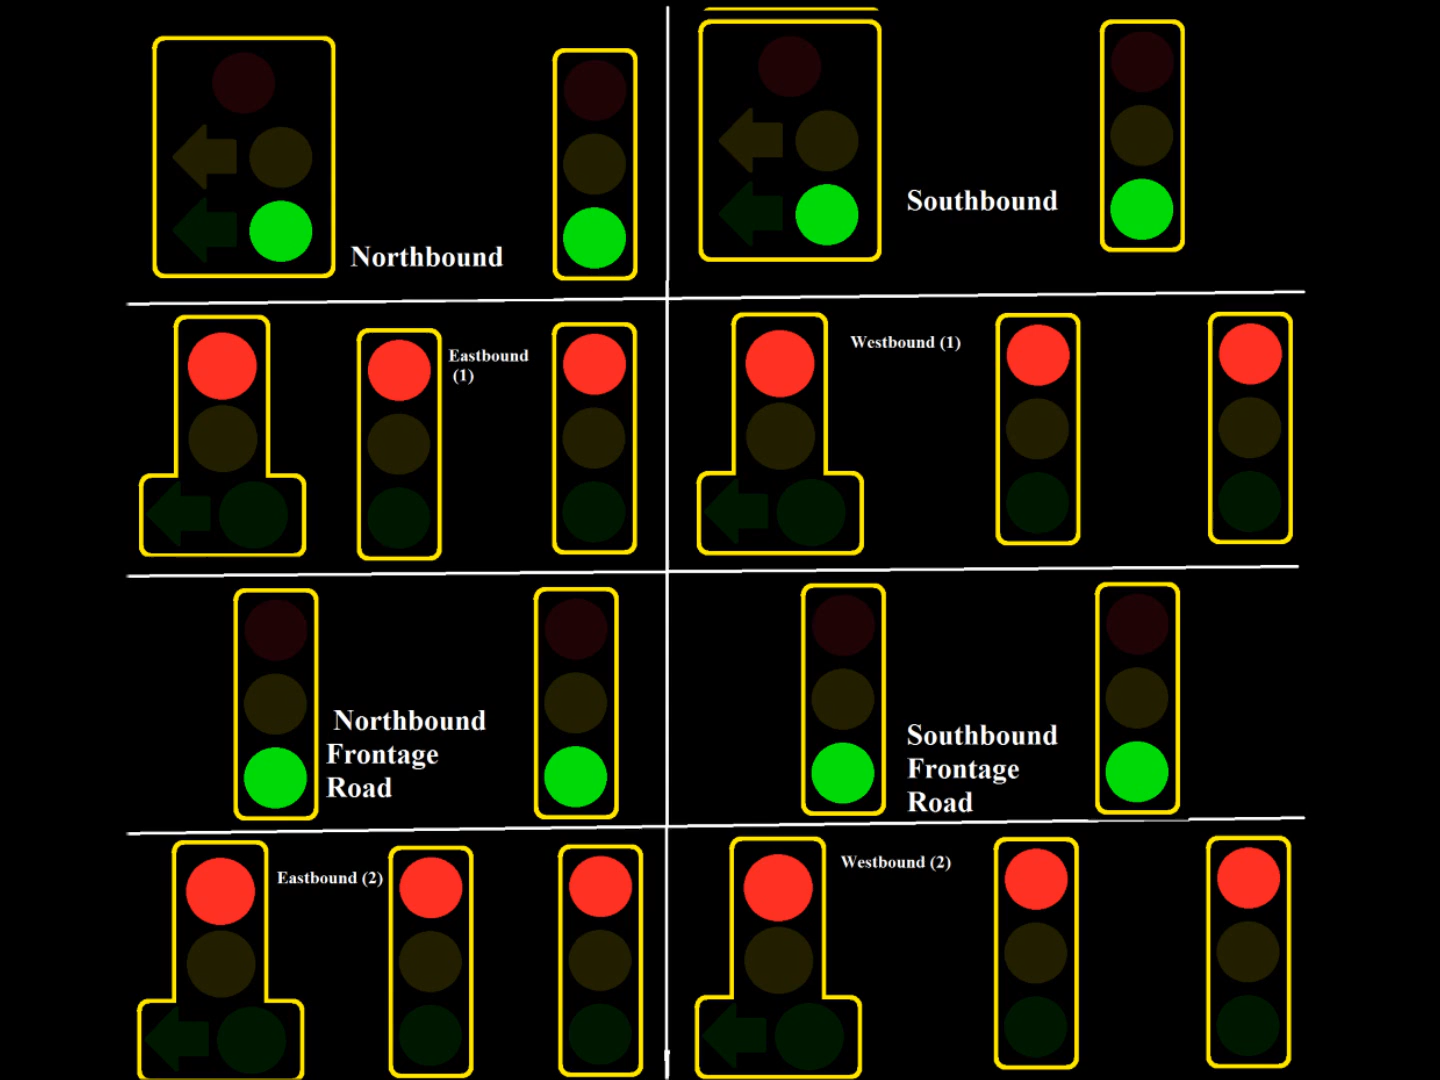 Northbound
Southbound
Eastbound
(1)
Westbound (1)
Northbound
Frontage
Road
Southbound
Frontage
Road
Eastbound (2)
Westbound (2)